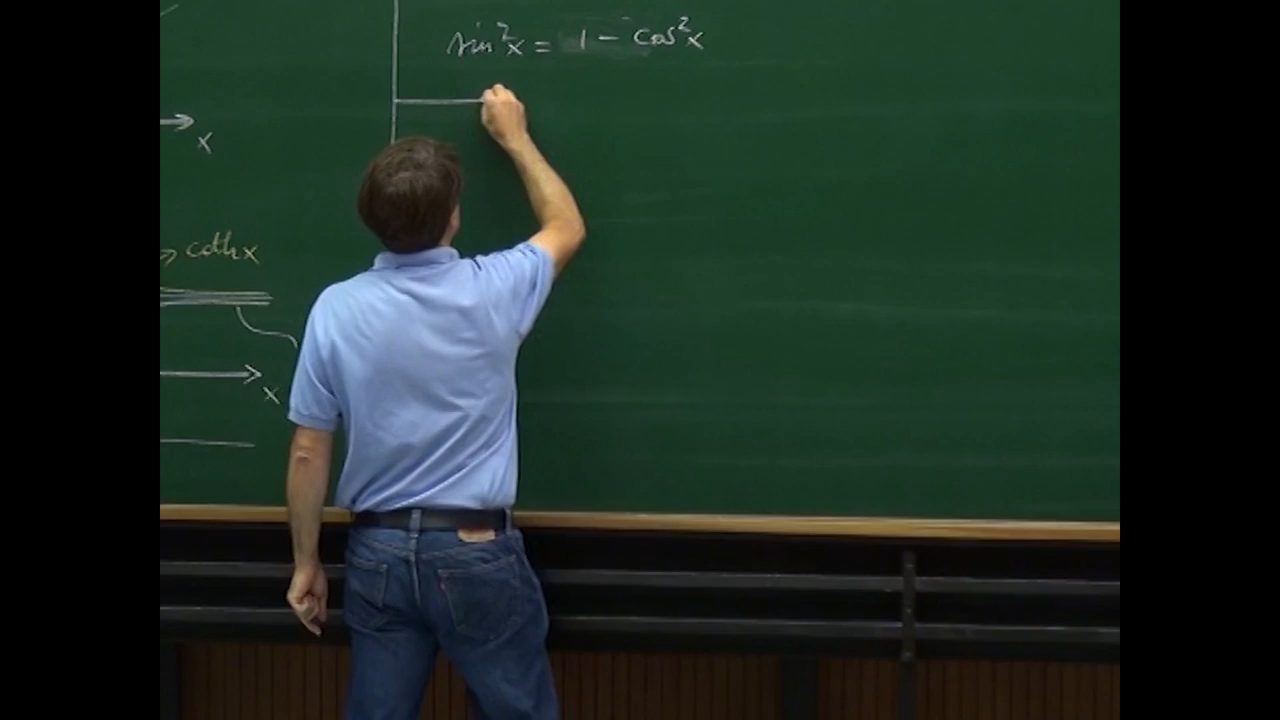 x
coth x
x
sin²x = 1 - cos²x